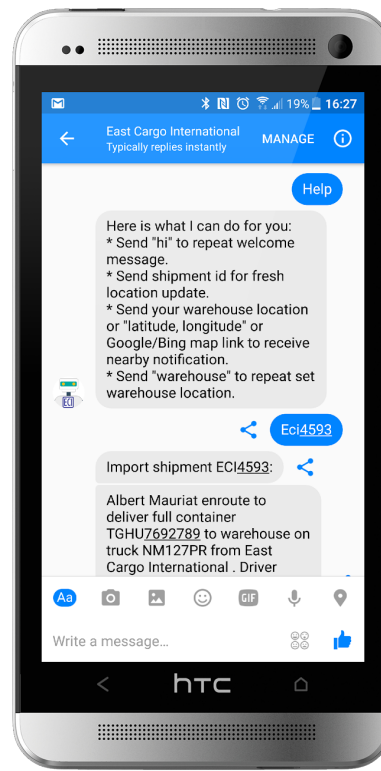 19% 16:27
East Cargo International
Typically replies instantly
MANAGE
Help
Here is what I can do for you:
* Send "hi" to repeat welcome
message.
* Send shipment id for fresh
location update.
* Send your warehouse location
or "latitude, longitude" or
Google/Bing map link to receive
nearby notification.
* Send "warehouse" to repeat set
warehouse location.
ECI
Eci4593
Import shipment ECI4593:
Albert Mauriat enroute to
deliver full container
TGHU7692789 to warehouse on
truck NM127PR from East
Cargo International . Driver
Aa
GIF
Write a message...
hTC